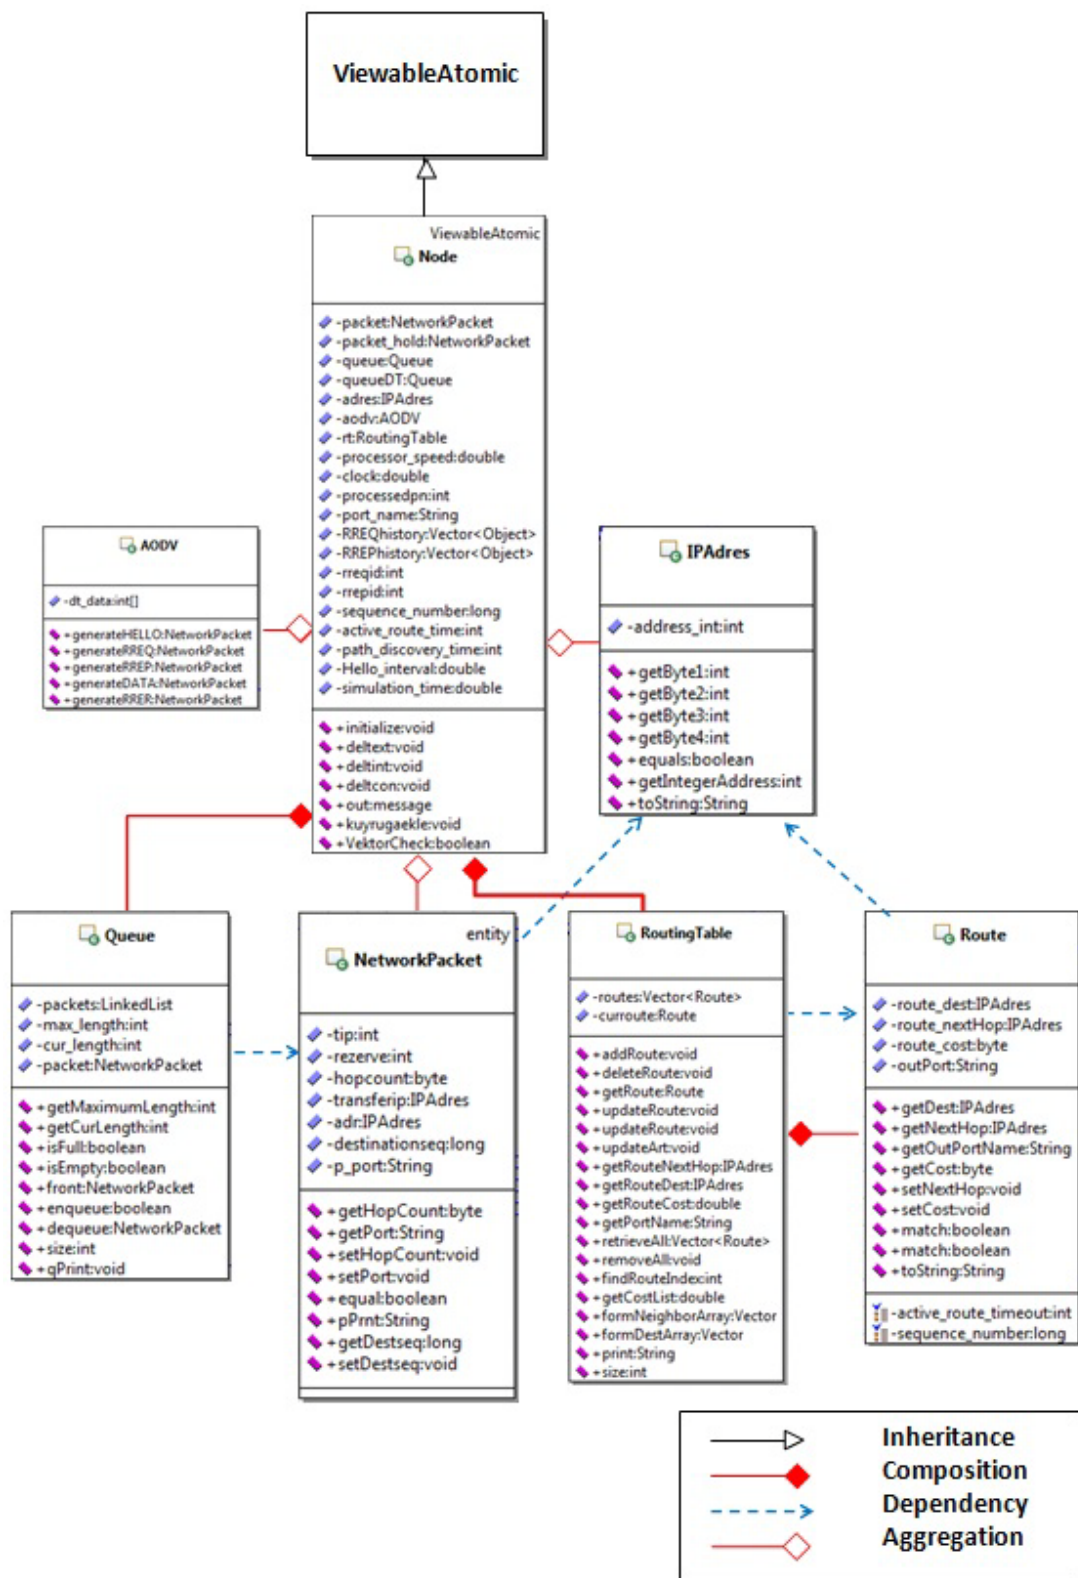 ViewableAtomic
ViewableAtomic
Node
-packet:NetworkPacket
-packet_hold:NetworkPacket
-queue:Queue
-queueDT:Queue
-adres:IPAdres
-aodv:AODV
-rt:RoutingTable
-processor_speed:double
-clock:double
-processedpn:int
-port_name:String
-RREQhistory:Vector<Object>
-RREPhistory:Vector<Object>
-rreqid:int
-rrepid:int
-sequence_number:long
-active_route_time:int
-path_discovery_time:int
-Hello_interval:double
-simulation_time:double
+initialize:void
+deltext:void
+deltint:void
+deltcon:void
+out:message
+kuyrugaekle:void
+VektorCheck:boolean
AODV
-dt_data:int[]
+generateHELLO:NetworkPacket
+generateRREQ:NetworkPacket
+generateRREP:NetworkPacket
+generateDATA:NetworkPacket
+generateRRER:NetworkPacket
IPAdres
-address_int:int
+getByte1:int
+getByte2:int
+getByte3:int
+getByte4:int
+equals:boolean
+getIntegerAddress:int
+toString:String
Queue
-packets:LinkedList
-max_length:int
-cur_length:int
-packet:NetworkPacket
+getMaximumLength:int
+getCurLength:int
+isFull:boolean
+isEmpty:boolean
+front:NetworkPacket
+enqueue:boolean
+dequeue:NetworkPacket
+size:int
+qPrint:void
entity
NetworkPacket
-tip:int
-rezerve:int
-hopcount:byte
-transferip:IPAdres
-adr:IPAdres
-destinationseq:long
-p_port:String
+getHopCount:byte
+getPort:String
+setHopCount:void
+setPort:void
+equal:boolean
+pPrnt:String
+getDestseq:long
+setDestseq:void
RoutingTable
-routes:Vector<Route>
-curroute:Route
+addRoute:void
+deleteRoute:void
+getRoute:Route
+updateRoute:void
+updateRoute:void
+updateArt:void
+getRouteNextHop:IPAdres
+getRouteDest:IPAdres
+getRouteCost:double
+getPortName:String
+retrieveAll:Vector<Route>
+removeAll:void
+findRouteIndex:int
+getCostList:double
+formNeighborArray:Vector
+formDestArray:Vector
+print:String
+size:int
Route
-route_dest:IPAdres
-route_nextHop:IPAdres
-route_cost:byte
-outPort:String
+getDest:IPAdres
+getNextHop:IPAdres
+getOutPortName:String
+getCost:byte
+setNextHop:void
+setCost:void
+match:boolean
+match:boolean
+toString:String
-active_route_timeout:int
-sequence_number:long
Inheritance
Composition
Dependency
Aggregation